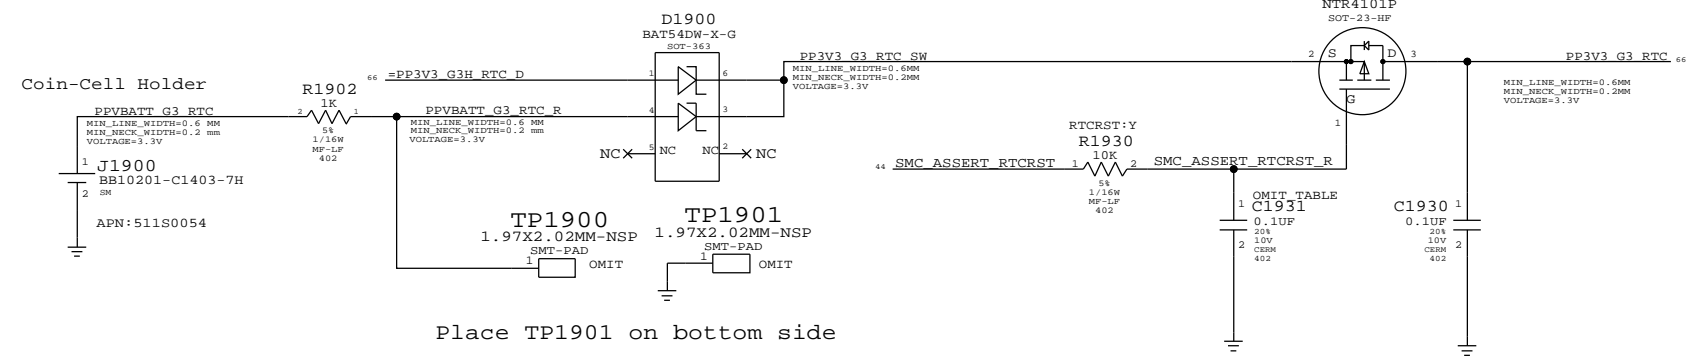 Coin-Cell Holder
PPVBATT_G3_RTC
MIN_LINE_WIDTH=0.6 MM
MIN_NECK_WIDTH=0.2 mm
VOLTAGE=3.3V
1
J1900
BB10201-C1403-7H
2
SM
APN:511S0054
R1902
1K
2
1
5%
1/16W
MF-LF
402
66
=PP3V3_G3H_RTC_D
PPVBATT_G3_RTC_R
MIN_LINE_WIDTH=0.6 mm
MIN_NECK_WIDTH=0.2 mm
VOLTAGE=3.3V
D1900
BAT54DW-X-G
SOT-363
1
6
4
3
NC
5
NC
NC
2
NC
TP1900
1.97X2.02MM-NSP
SMT-PAD
1
OMIT
TP1901
1.97X2.02MM-NSP
SMT-PAD
1
OMIT
Place TP1901 on bottom side
PP3V3_G3_RTC_SW
MIN_LINE_WIDTH=0.6MM
MIN_NECK_WIDTH=0.2MM
VOLTAGE=3.3V
NTR4101P
SOT-23-HF
2
S
D
3
G
1
PP3V3_G3_RTC
66
MIN_LINE_WIDTH=0.6MM
MIN_NECK_WIDTH=0.2MM
VOLTAGE=3.3V
RTCRST:Y
R1930
10K
44
SMC_ASSERT_RTCRST
1
2
SMC_ASSERT_RTCRST_R
5%
1/16W
MF-LF
402
OMIT_TABLE
1
C1931
0.1UF
20%
10V
CERM
402
2
C1930
1
0.1UF
20%
10V
CERM
402
2